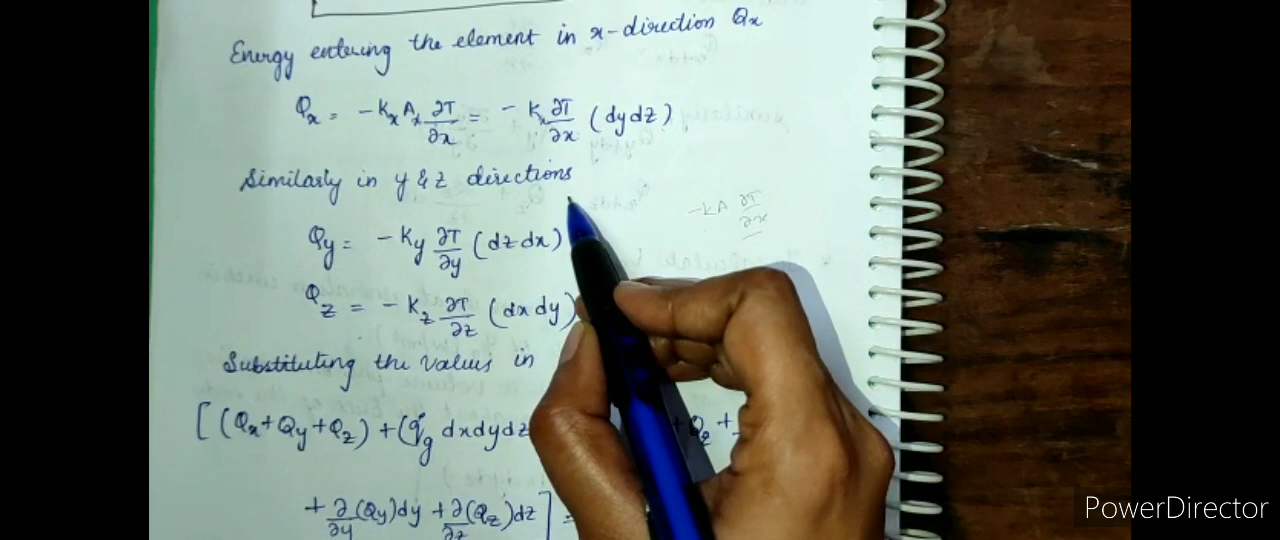 Energy entering the element in x-direction Qx
Qx = -Kx Ax ∂T/∂x = -Kx ∂T/∂x (dydz)
Similarly in y & z directions
-kA ∂T/∂x
Qy = -Ky ∂T/∂y (dzdx)
Qz = -Kz ∂T/∂z (dxdy)
Substituting the values in
[(Qx+Qy+Qz) + (q̇g dxdydz +Qz +
+ ∂/∂y (Qy)dy + ∂/∂z (Qz)dz] =
PowerDirector